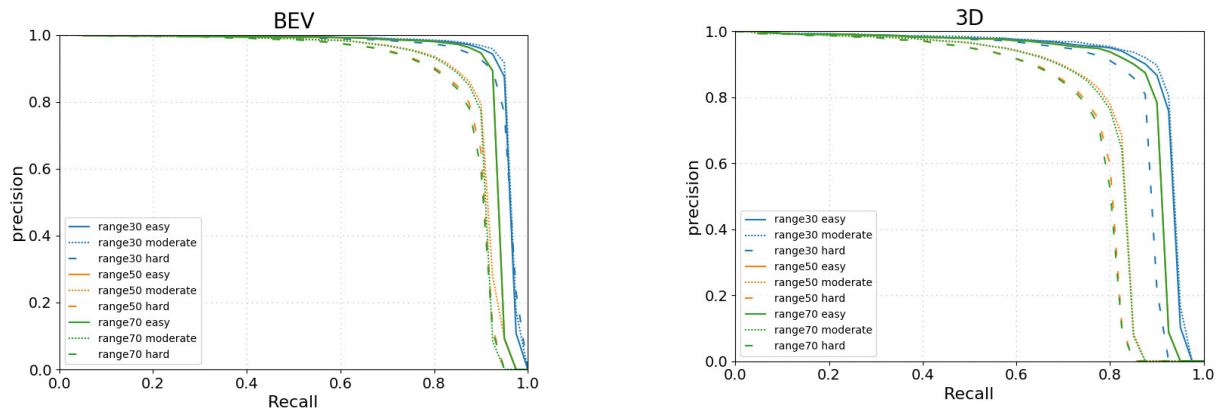 BEV
1.0
0.8
0.6
0.4
0.2
0.0
precision
range30 easy
range30 moderate
range30 hard
range50 easy
range50 moderate
range50 hard
range70 easy
range70 moderate
range70 hard
0.0 0.2 0.4 0.6 0.8 1.0
Recall
3D
1.0
0.8
0.6
0.4
0.2
0.0
precision
range30 easy
range30 moderate
range30 hard
range50 easy
range50 moderate
range50 hard
range70 easy
range70 moderate
range70 hard
0.0 0.2 0.4 0.6 0.8 1.0
Recall